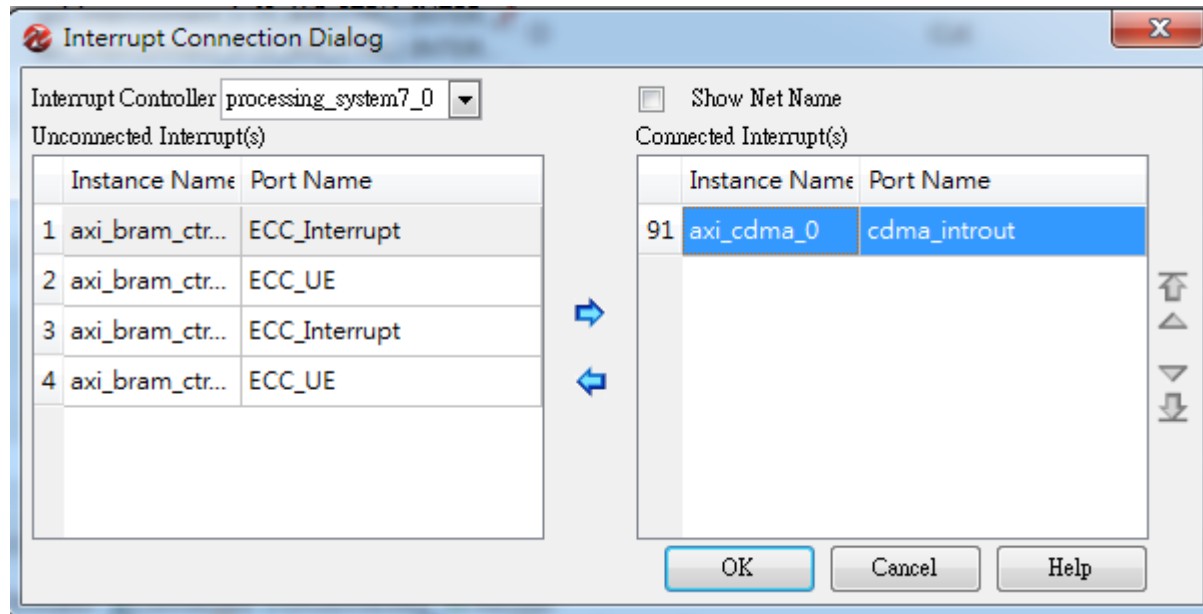 Interrupt Connection Dialog
Interrupt Controller processing_system7_0
Show Net Name
Unconnected Interrupt(s)
Connected Interrupt(s)
Instance Name Port Name
1 axi_bram_ctr... ECC_Interrupt
2 axi_bram_ctr... ECC_UE
3 axi_bram_ctr... ECC_Interrupt
4 axi_bram_ctr... ECC_UE
Instance Name Port Name
91 axi_cdma_0 cdma_introut
OK Cancel Help